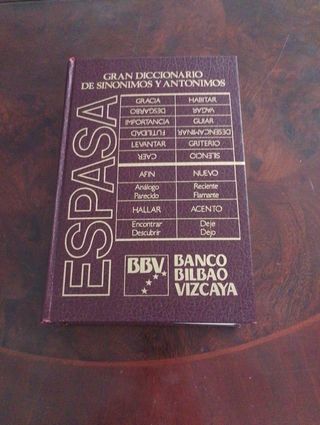 GRAN DICCIONARIO
DE SINONIMOS Y ANTONIMOS
ESPASA
GRACIA HABITAR
DESGARBO VAGAR
IMPORTANCIA GUIAR
FUTILIDAD DESENCAMINAR
LEVANTAR GRITERIO
CAER SILENCIO
AFIN NUEVO
Análogo Reciente
Parecido Flamante
HALLAR ACENTO
Encontrar Deje
Descubrir Dejo
BBV BANCO
BILBAO
VIZCAYA